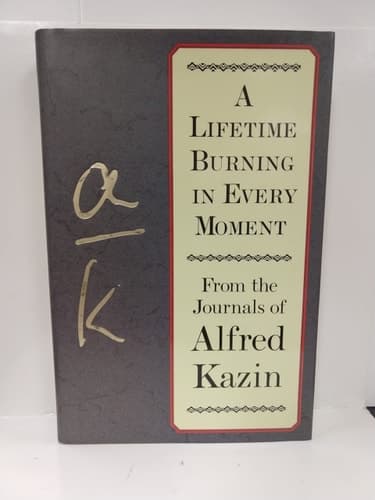 a
k
A
LIFETIME
BURNING
IN EVERY
MOMENT
From the
Journals of
Alfred
Kazin